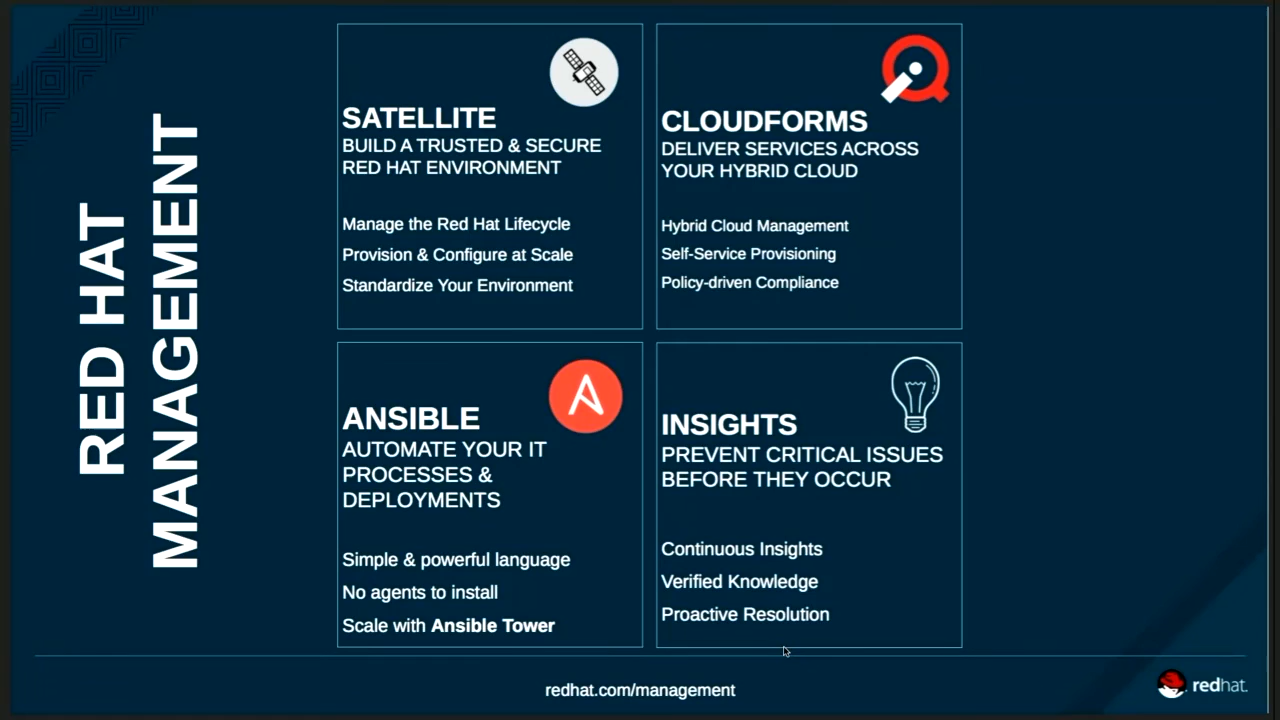 RED HAT
MANAGEMENT
SATELLITE
BUILD A TRUSTED & SECURE
RED HAT ENVIRONMENT
Manage the Red Hat Lifecycle
Provision & Configure at Scale
Standardize Your Environment
CLOUDFORMS
DELIVER SERVICES ACROSS
YOUR HYBRID CLOUD
Hybrid Cloud Management
Self-Service Provisioning
Policy-driven Compliance
ANSIBLE
AUTOMATE YOUR IT
PROCESSES &
DEPLOYMENTS
Simple & powerful language
No agents to install
Scale with Ansible Tower
INSIGHTS
PREVENT CRITICAL ISSUES
BEFORE THEY OCCUR
Continuous Insights
Verified Knowledge
Proactive Resolution
redhat.com/management
redhat.